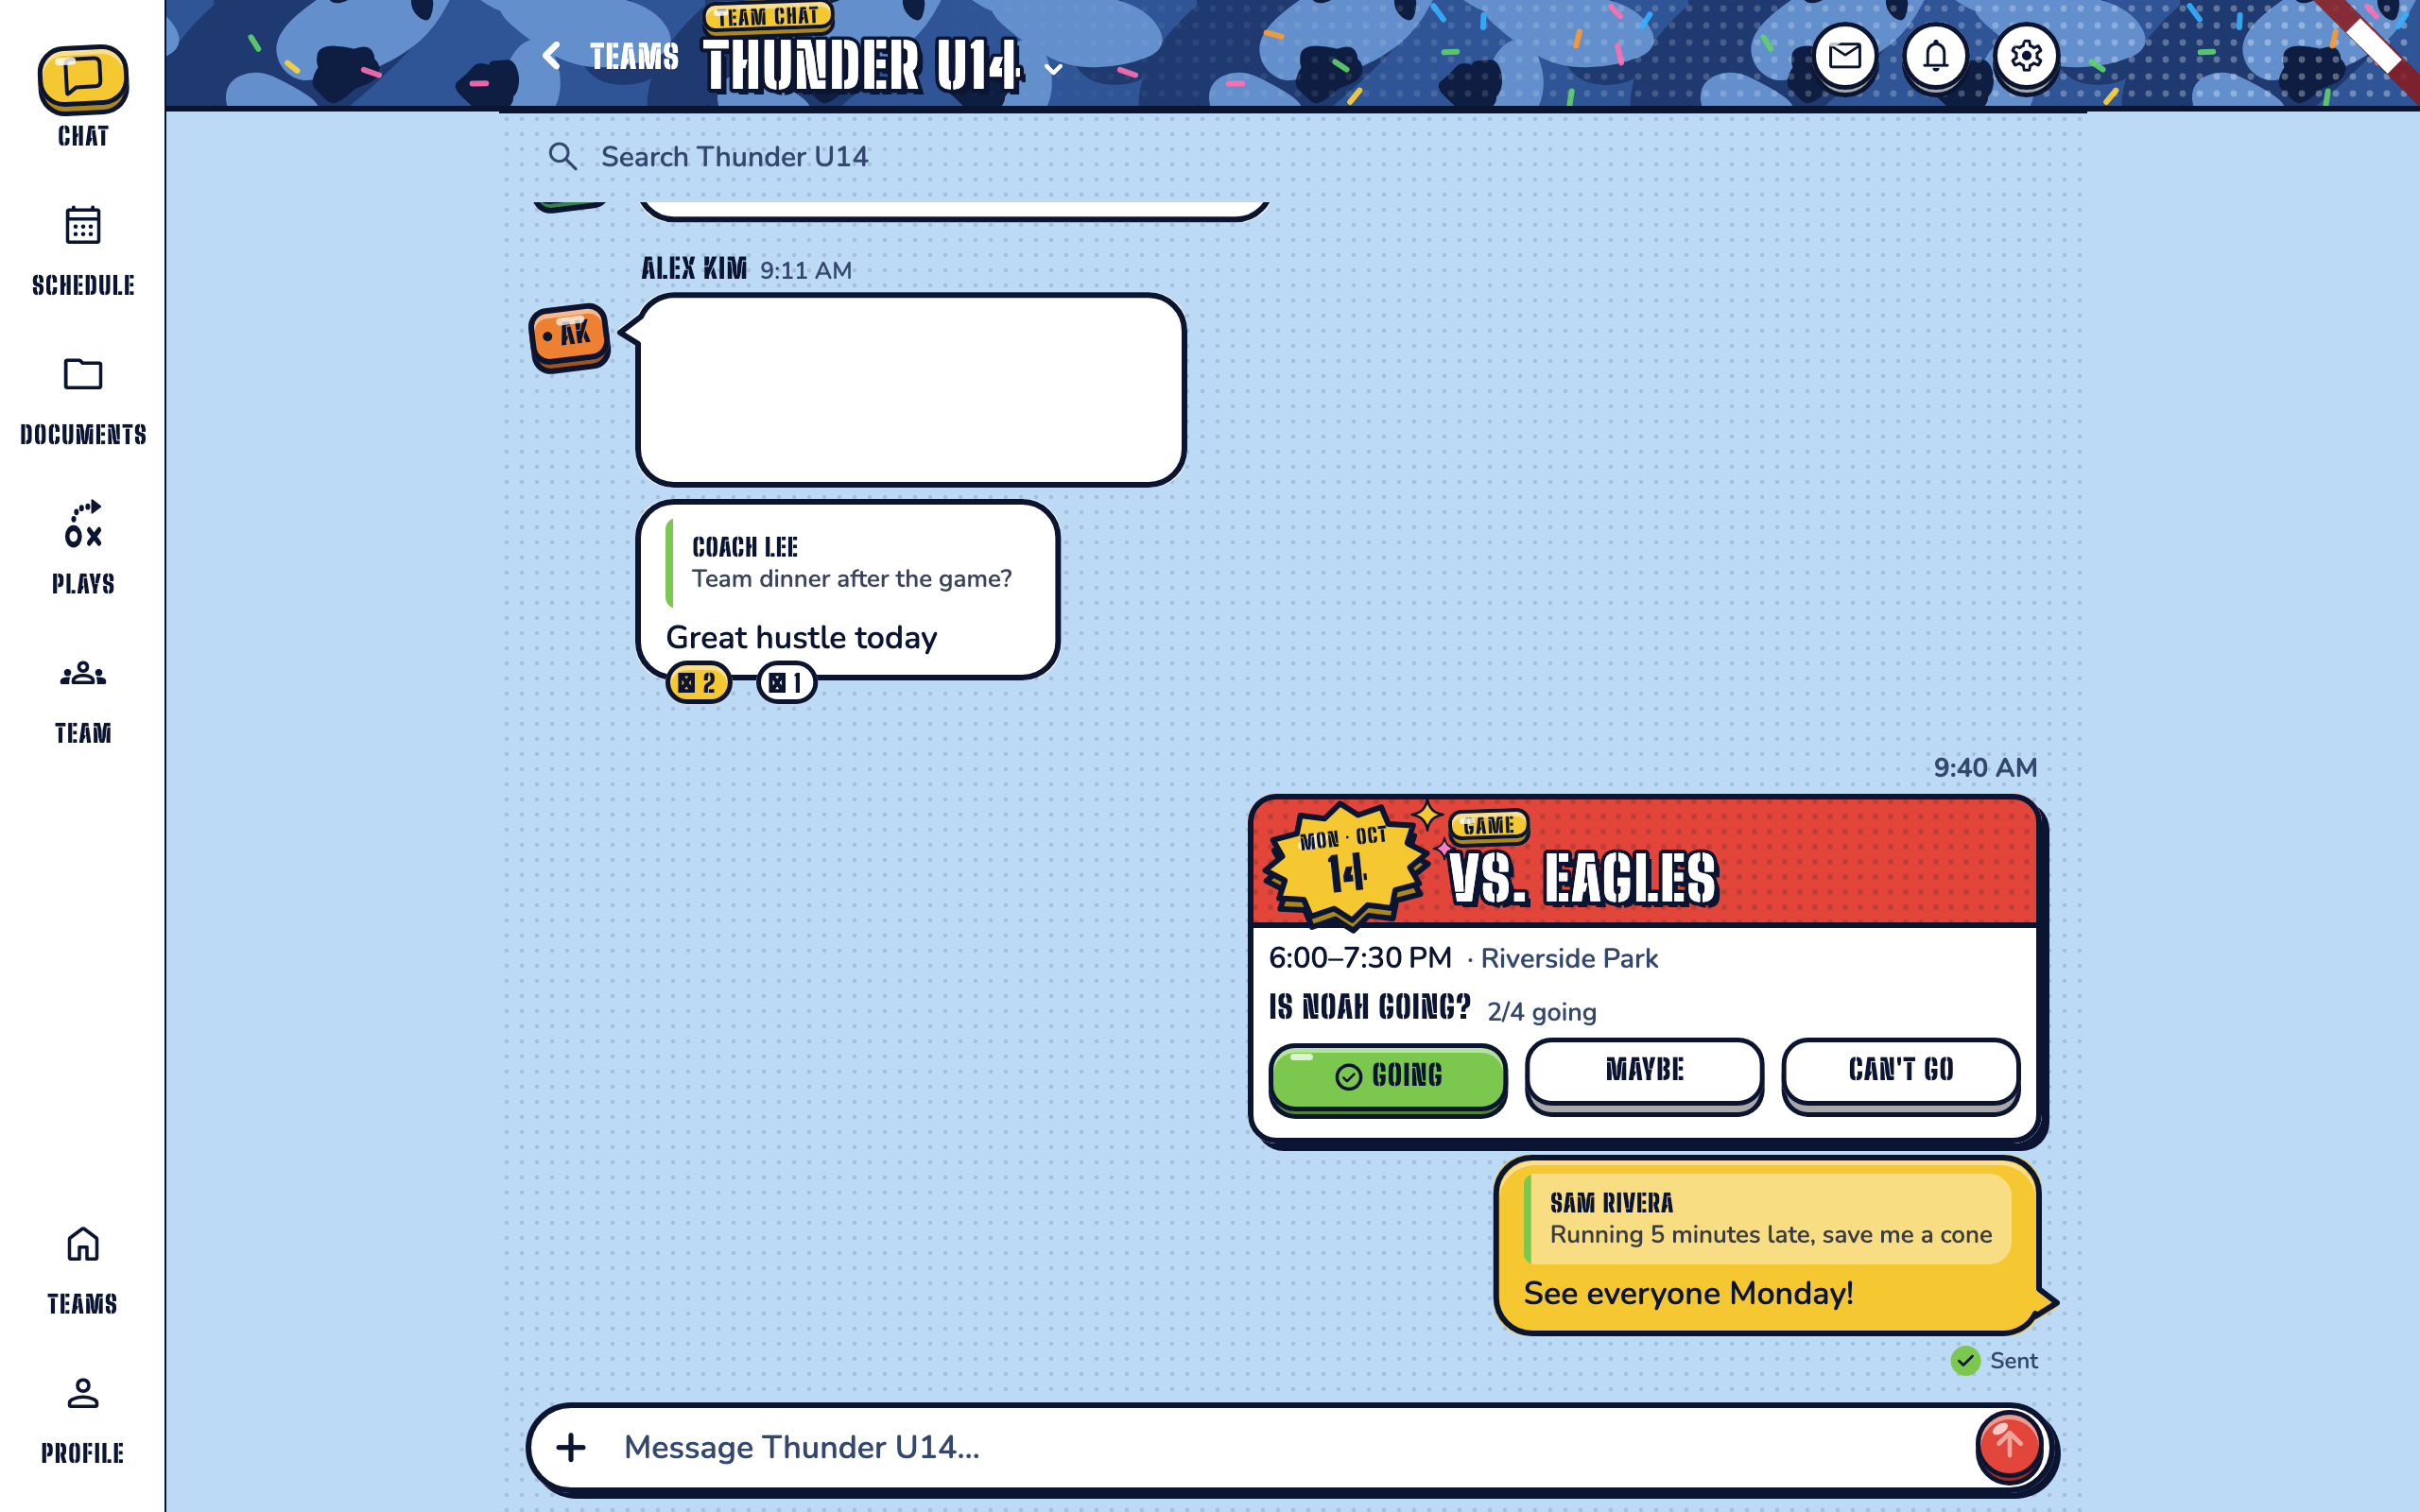 TEAM CHAT
TEAMS
THUNDER U14
CHAT
SCHEDULE
DOCUMENTS
PLAYS
TEAM
TEAMS
PROFILE
Search Thunder U14
ALEX KIM 9:11 AM
AK
COACH LEE
Team dinner after the game?
Great hustle today
2
1
9:40 AM
MON · OCT
14
GAME
VS. EAGLES
6:00–7:30 PM · Riverside Park
IS NOAH GOING? 2/4 going
GOING
MAYBE
CAN'T GO
SAM RIVERA
Running 5 minutes late, save me a cone
See everyone Monday!
Sent
Message Thunder U14...